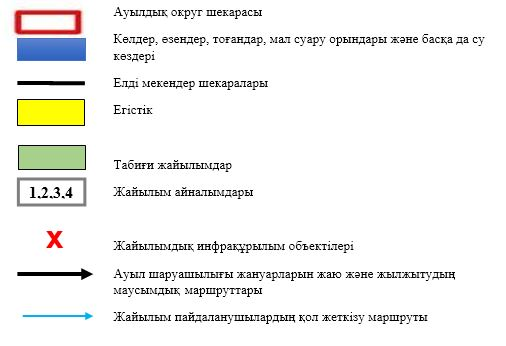 Ауылдық округ шекарасы
Көлдер, өзендер, тоғандар, мал суару орындары және басқа да су
көздері
Елді мекендер шекаралары
Егістік
Табиғи жайылымдар
1,2,3,4 Жайылым айналымдары
X Жайылымдық инфрақұрылым объектілері
Ауыл шаруашылығы жануарларын жаю және жылжытудың
маусымдық маршруттары
Жайылым пайдаланушылардың қол жеткізу маршруты